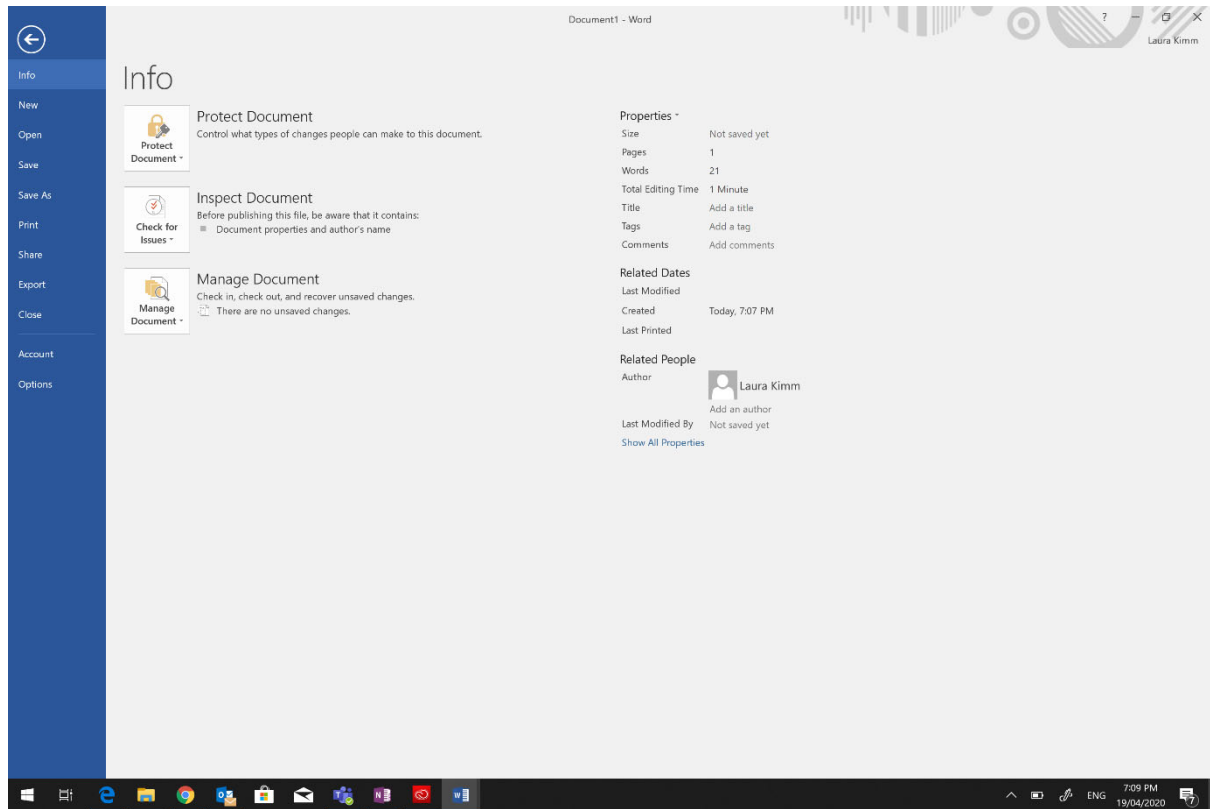 Document1 - Word
?
Laura Kimm
Info
New
Open
Save
Save As
Print
Share
Export
Close
Account
Options
Info
Protect Document
Protect Document
Control what types of changes people can make to this document.
Check for Issues
Inspect Document
Before publishing this file, be aware that it contains:
Document properties and author's name
Manage Document
Manage Document
Check in, check out, and recover unsaved changes.
There are no unsaved changes.
Properties
Size Not saved yet
Pages 1
Words 21
Total Editing Time 1 Minute
Title Add a title
Tags Add a tag
Comments Add comments
Related Dates
Last Modified
Created Today, 7:07 PM
Last Printed
Related People
Author Laura Kimm
Add an author
Last Modified By Not saved yet
Show All Properties
ENG
7:09 PM
19/04/2020
7